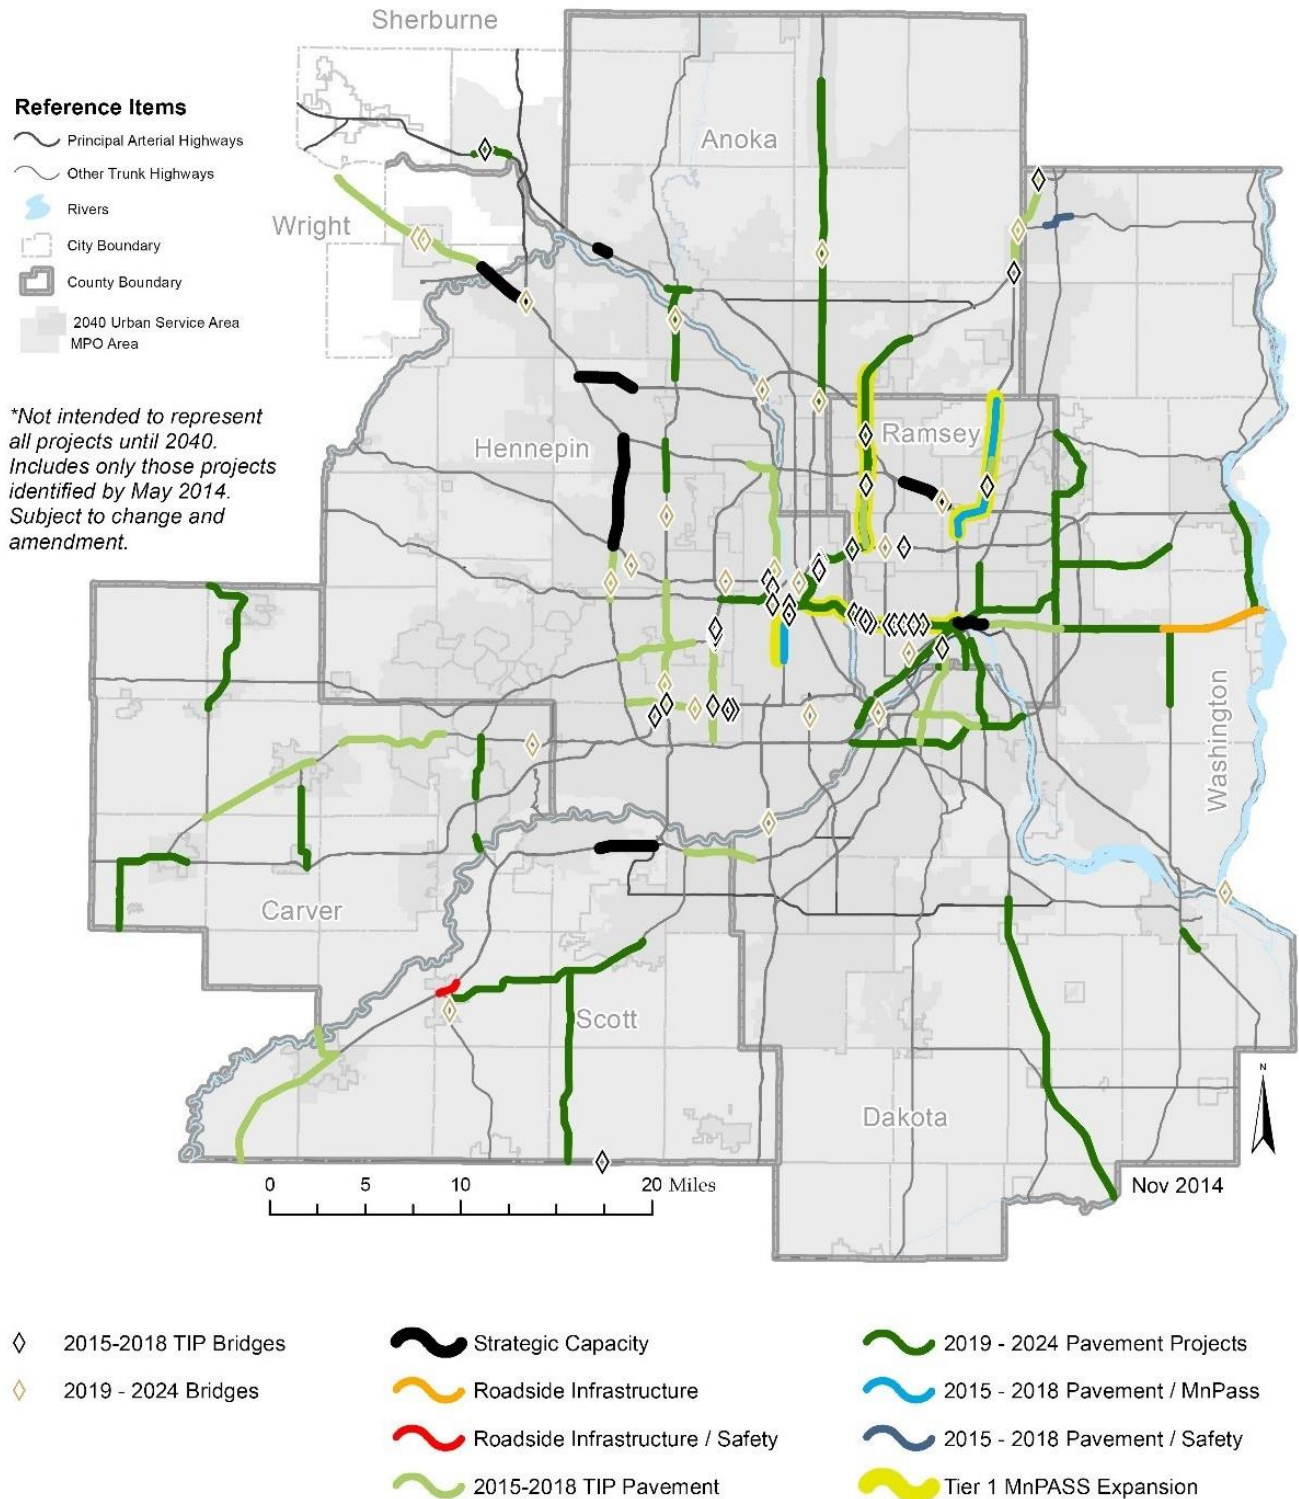 Sherburne
Reference Items
Principal Arterial Highways
Other Trunk Highways
Rivers
City Boundary
County Boundary
2040 Urban Service Area
MPO Area
Anoka
Wright
*Not intended to represent
all projects until 2040.
Includes only those projects
identified by May 2014.
Subject to change and
amendment.
Hennepin
Ramsey
Washington
Carver
Scott
Dakota
N
0 5 10 20 Miles
Nov 2014
2015-2018 TIP Bridges
2019 - 2024 Bridges
Strategic Capacity
Roadside Infrastructure
Roadside Infrastructure / Safety
2015-2018 TIP Pavement
2019 - 2024 Pavement Projects
2015 - 2018 Pavement / MnPass
2015 - 2018 Pavement / Safety
Tier 1 MnPASS Expansion